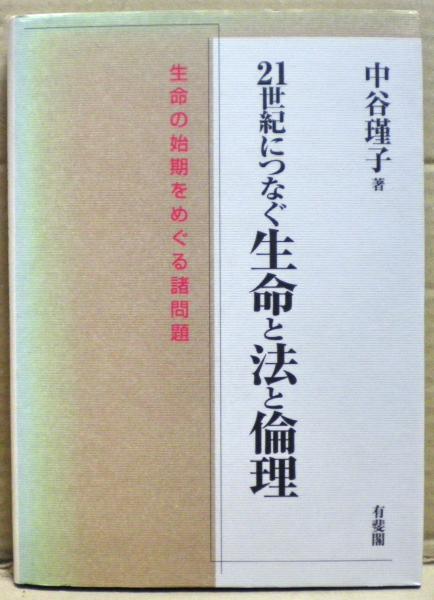 中谷瑾子 著
21世紀につなぐ生命と法と倫理
生命の始期をめぐる諸問題
有斐閣